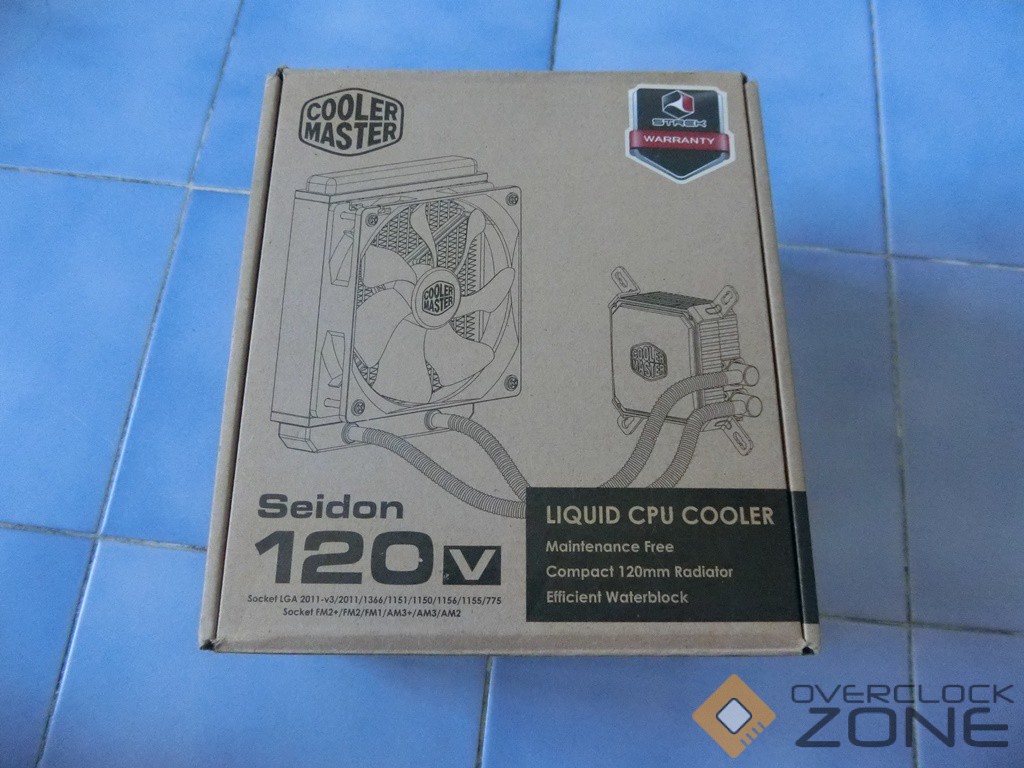 COOLER
MASTER
STREK
WARRANTY
COOLER
MASTER
COOLER
MASTER
Seidon
120 V
Socket LGA 2011-v3/2011/1366/1151/1150/1156/1155/775
Socket FM2+/FM2/FM1/AM3+/AM3/AM2
LIQUID CPU COOLER
Maintenance Free
Compact 120mm Radiator
Efficient Waterblock
OVERCLOCK
ZONE